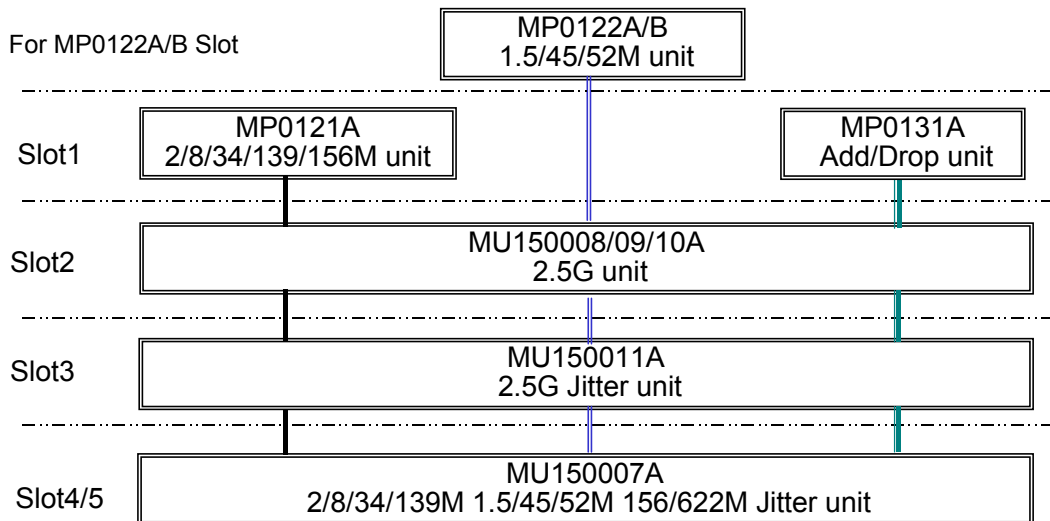 For MP0122A/B Slot
MP0122A/B
1.5/45/52M unit
Slot1
MP0121A
2/8/34/139/156M unit
MP0131A
Add/Drop unit
Slot2
MU150008/09/10A
2.5G unit
Slot3
MU150011A
2.5G Jitter unit
Slot4/5
MU150007A
2/8/34/139M 1.5/45/52M 156/622M Jitter unit